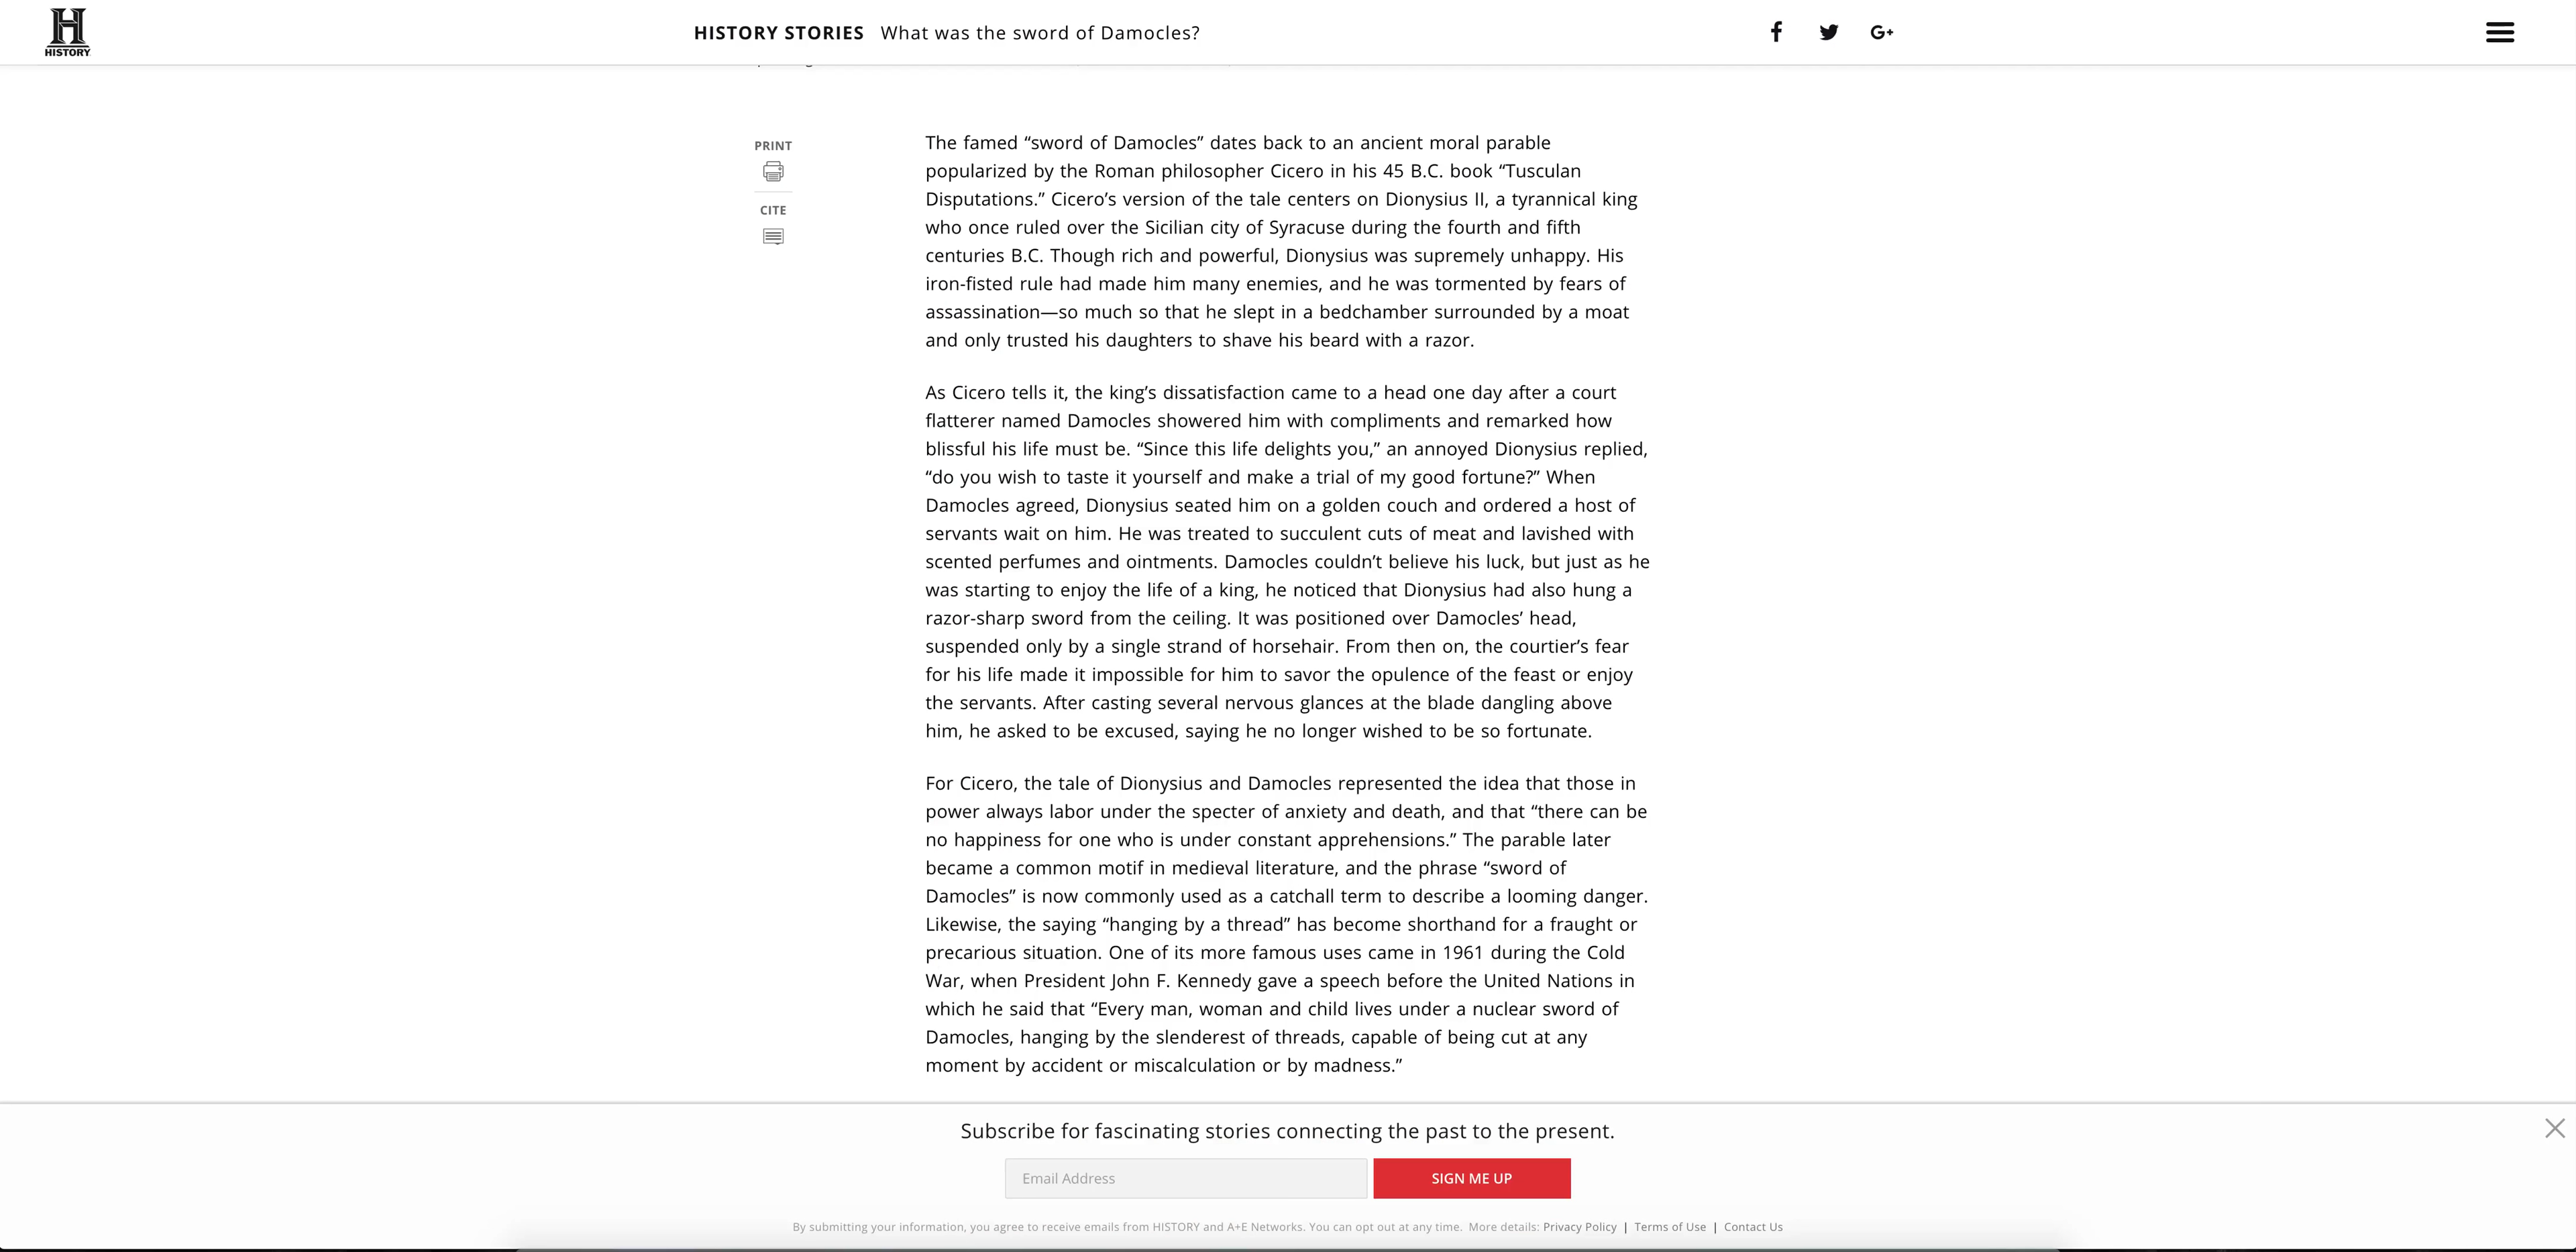 H
HISTORY
HISTORY STORIES What was the sword of Damocles?
f G+
PRINT
CITE
The famed “sword of Damocles” dates back to an ancient moral parable
popularized by the Roman philosopher Cicero in his 45 B.C. book “Tusculan
Disputations.” Cicero’s version of the tale centers on Dionysius II, a tyrannical king
who once ruled over the Sicilian city of Syracuse during the fourth and fifth
centuries B.C. Though rich and powerful, Dionysius was supremely unhappy. His
iron-fisted rule had made him many enemies, and he was tormented by fears of
assassination—so much so that he slept in a bedchamber surrounded by a moat
and only trusted his daughters to shave his beard with a razor.
As Cicero tells it, the king’s dissatisfaction came to a head one day after a court
flatterer named Damocles showered him with compliments and remarked how
blissful his life must be. “Since this life delights you,” an annoyed Dionysius replied,
“do you wish to taste it yourself and make a trial of my good fortune?” When
Damocles agreed, Dionysius seated him on a golden couch and ordered a host of
servants wait on him. He was treated to succulent cuts of meat and lavished with
scented perfumes and ointments. Damocles couldn’t believe his luck, but just as he
was starting to enjoy the life of a king, he noticed that Dionysius had also hung a
razor-sharp sword from the ceiling. It was positioned over Damocles’ head,
suspended only by a single strand of horsehair. From then on, the courtier’s fear
for his life made it impossible for him to savor the opulence of the feast or enjoy
the servants. After casting several nervous glances at the blade dangling above
him, he asked to be excused, saying he no longer wished to be so fortunate.
For Cicero, the tale of Dionysius and Damocles represented the idea that those in
power always labor under the specter of anxiety and death, and that “there can be
no happiness for one who is under constant apprehensions.” The parable later
became a common motif in medieval literature, and the phrase “sword of
Damocles” is now commonly used as a catchall term to describe a looming danger.
Likewise, the saying “hanging by a thread” has become shorthand for a fraught or
precarious situation. One of its more famous uses came in 1961 during the Cold
War, when President John F. Kennedy gave a speech before the United Nations in
which he said that “Every man, woman and child lives under a nuclear sword of
Damocles, hanging by the slenderest of threads, capable of being cut at any
moment by accident or miscalculation or by madness.”
Subscribe for fascinating stories connecting the past to the present.
Email Address SIGN ME UP
By submitting your information, you agree to receive emails from HISTORY and A+E Networks. You can opt out at any time. More details: Privacy Policy | Terms of Use | Contact Us